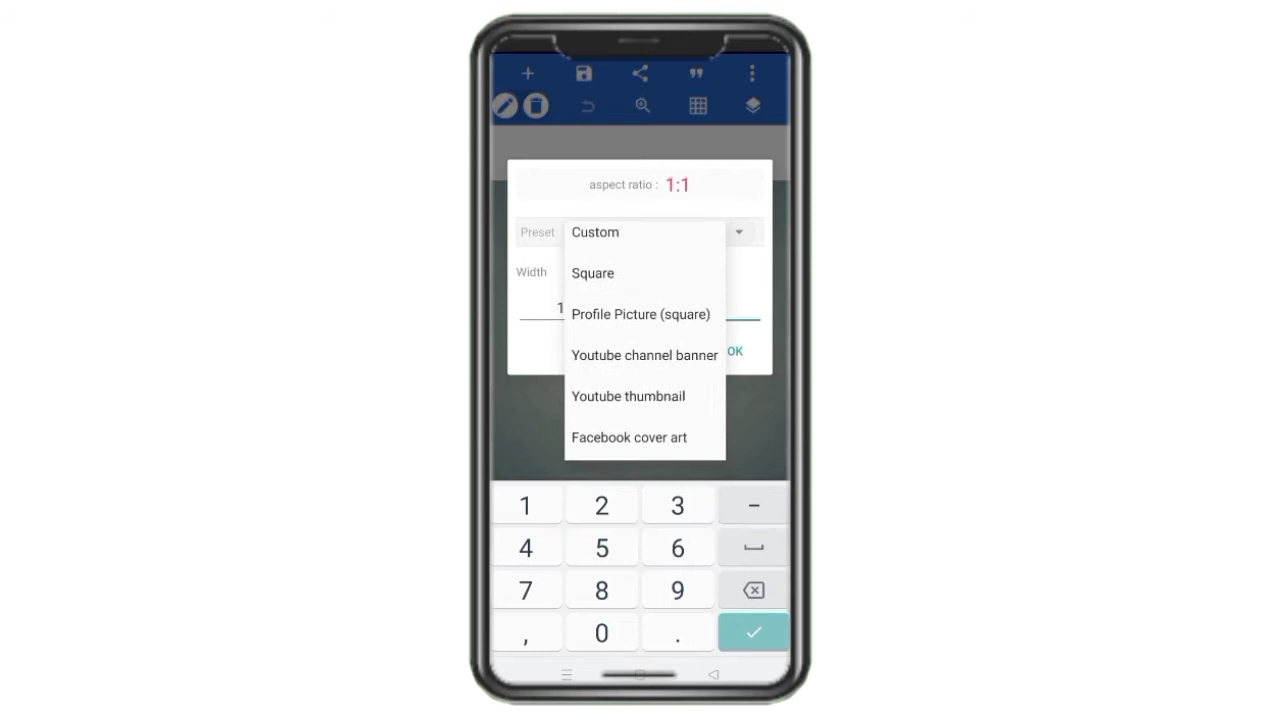 aspect ratio : 1:1
Preset
Custom
Square
Width
1
Profile Picture (square)
Youtube channel banner
OK
Youtube thumbnail
Facebook cover art
1 2 3 -
4 5 6
7 8 9
, 0 .